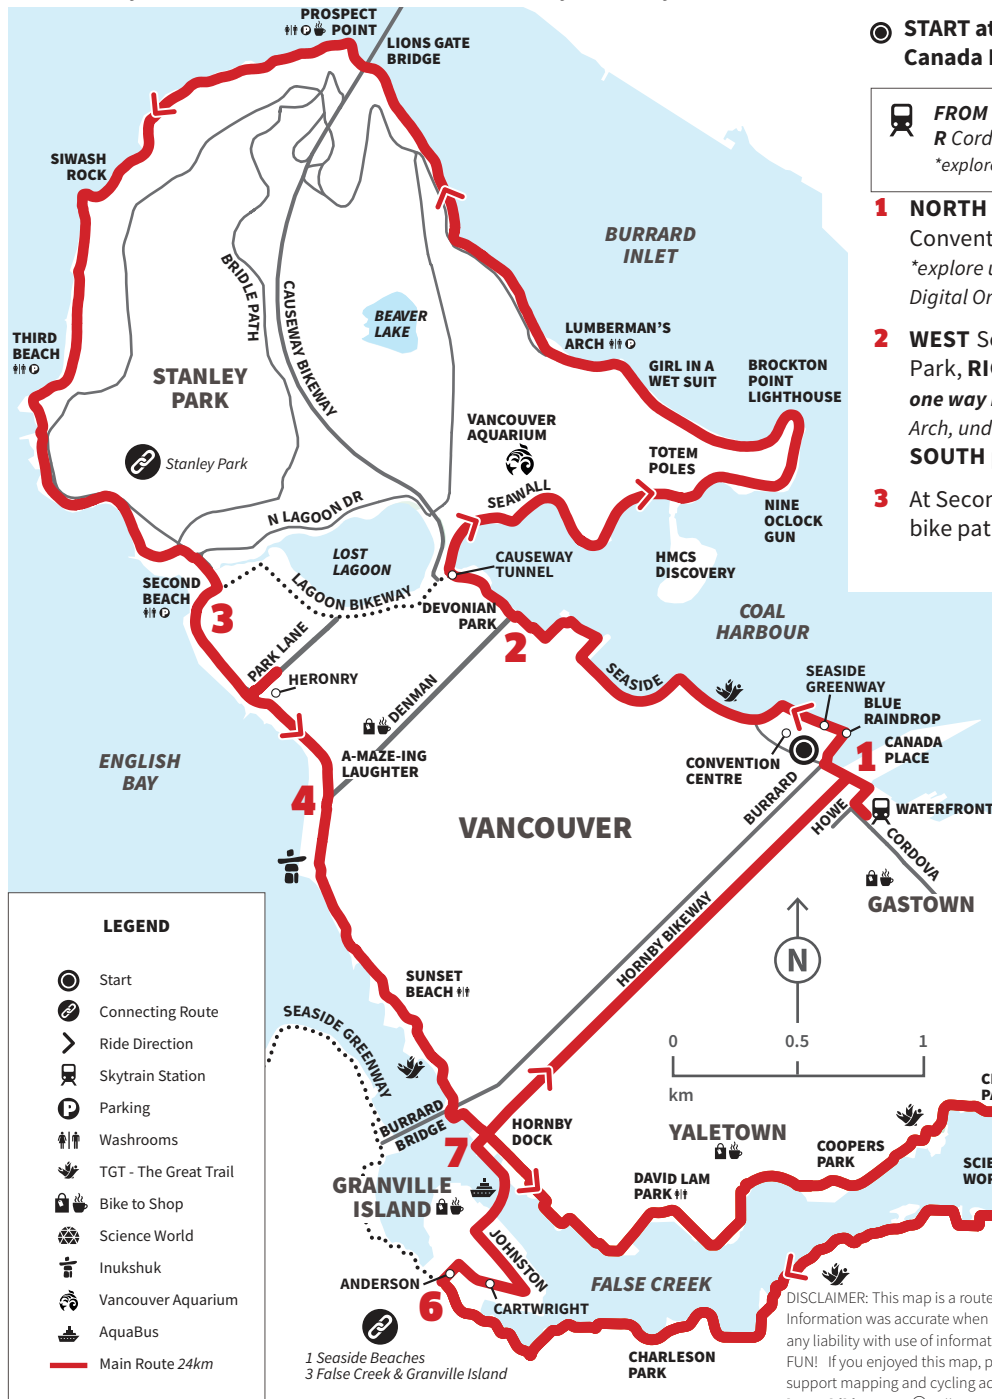 PROSPECT
POINT
LIONS GATE
BRIDGE
START at
Canada
FROM
R Cord
*explore
SIWASH
ROCK
1 NORTH
Convent
*explore u
Digital Or
BURRARD
INLET
BRIDLE PATH
CAUSEWAY BIKEWAY
BEAVER
LAKE
THIRD
BEACH
LUMBERMAN'S
ARCH
GIRL IN A
WET SUIT
BROCKTON
POINT
LIGHTHOUSE
2 WEST
Park, RI
one way
Arch, und
SOUTH
STANLEY
PARK
VANCOUVER
AQUARIUM
Stanley Park
TOTEM
POLES
SEAWALL
N LAGOON DR
NINE
OCLOCK
GUN
3 At Secon
bike pat
LOST
LAGOON
CAUSEWAY
TUNNEL
HMCS
DISCOVERY
SECOND
BEACH
LAGOON BIKEWAY
DEVONIAN
PARK
COAL
HARBOUR
3
2
PARK LANE
HERONRY
SEASIDE
SEASIDE
GREENWAY
BLUE
RAINDROP
DENMAN
CANADA
PLACE
1
A-MAZE-ING
LAUGHTER
CONVENTION
CENTRE
ENGLISH
BAY
4
BURRARD
HOWE
WATERFRONT
VANCOUVER
CORDOVA
GASTOWN
HORNBY BIKEWAY
N
LEGEND
Start
Connecting Route
Ride Direction
Skytrain Station
P Parking
Washrooms
TGT - The Great Trail
Bike to Shop
Science World
Inukshuk
Vancouver Aquarium
AquaBus
Main Route 24km
SUNSET
BEACH
SEASIDE GREENWAY
0 0.5 1
km
BURRARD
BRIDGE
HORNBY
DOCK
7
YALETOWN
COOPERS
PARK
DAVID LAM
PARK
GRANVILLE
ISLAND
JOHNSTON
FALSE CREEK
ANDERSON
6
CARTWRIGHT
1 Seaside Beaches
3 False Creek & Granville Island
CHARLESON
PARK
DISCLAIMER: This map is a route
Information was accurate when
any liability with use of informat
FUN! If you enjoyed this map, p
support mapping and cycling ac